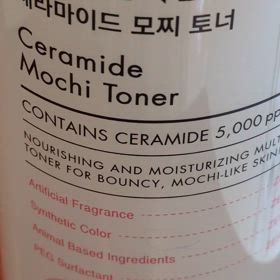 세라마이드 모찌 토너
Ceramide
Mochi Toner
CONTAINS CERAMIDE 5,000 PP
NOURISHING AND MOISTURIZING MUL
TONER FOR BOUNCY, MOCHI-LIKE SKIN
Artificial Fragrance
Synthetic Color
Animal Based Ingredients
PEG Surfactant